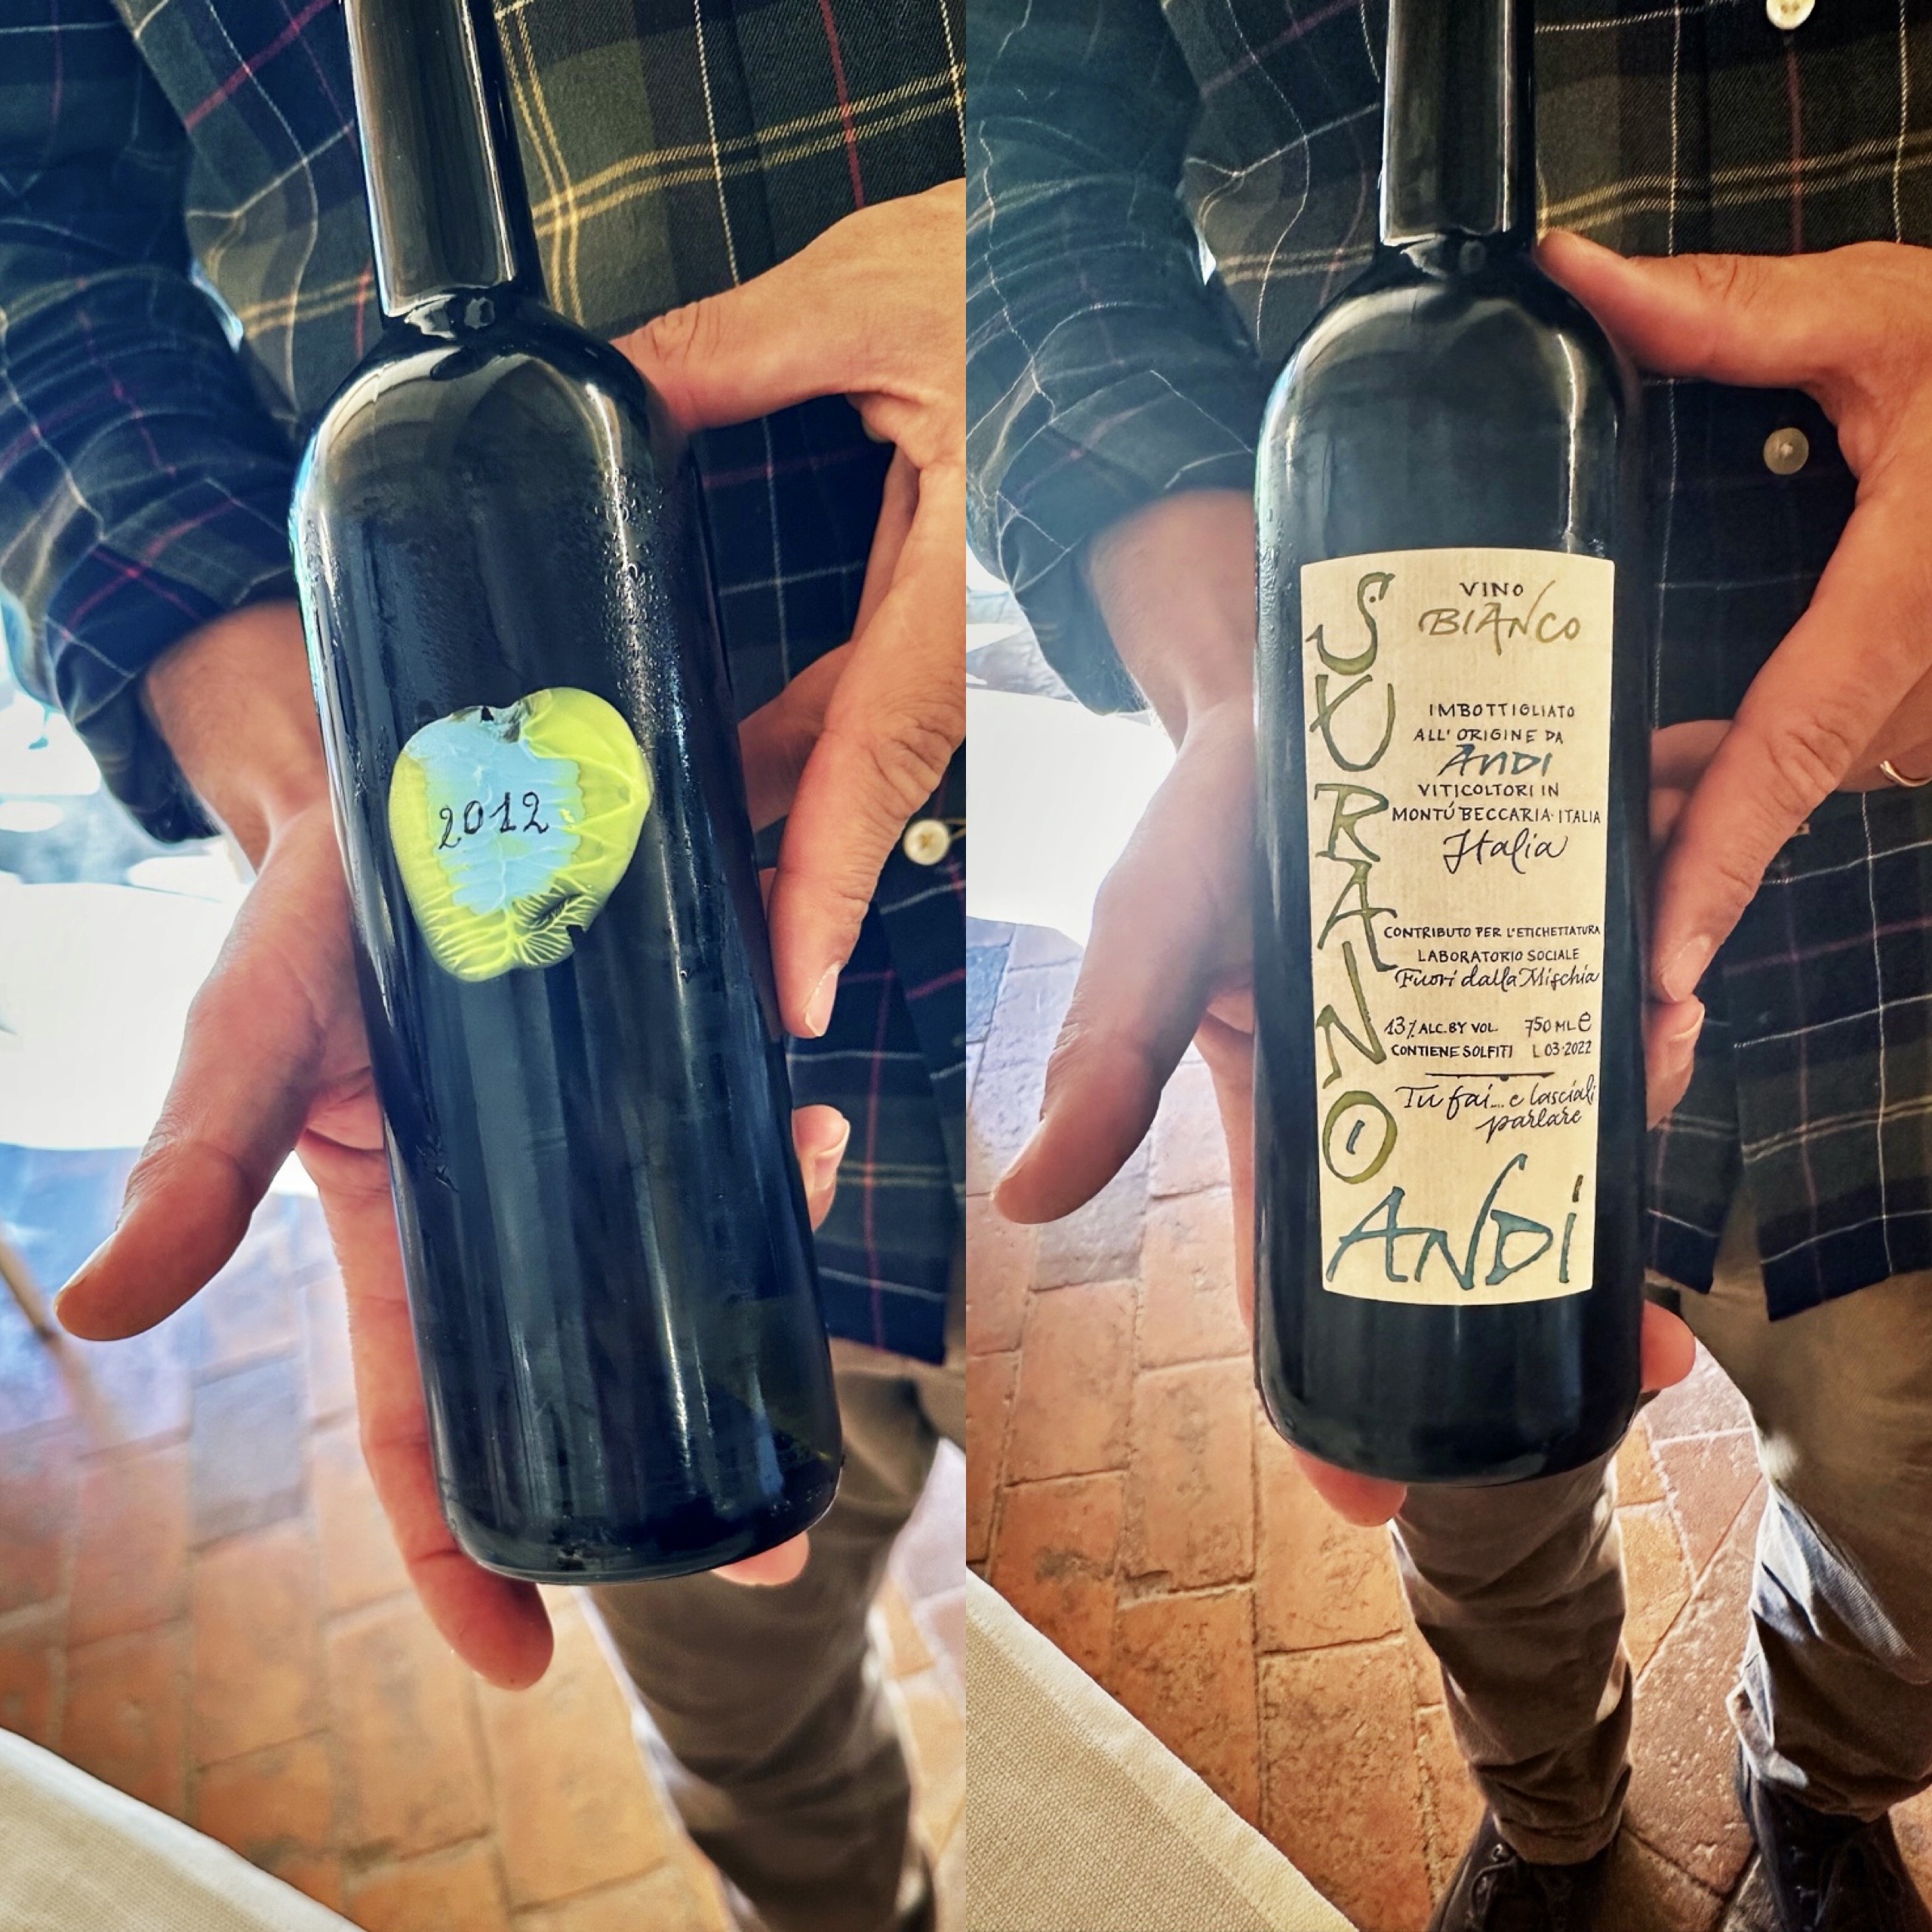 2012
SURANO
VINO
BIANCO
IMBOTTIGLIATO
ALL'ORIGINE DA
ANDI
VITICOLTORI IN
MONTÚ BECCARIA·ITALIA
Italia
CONTRIBUTO PER L'ETICHETTATURA
LABORATORIO SOCIALE
Fuori dalla Mischia
13% ALC. BY VOL. 750 ML e
CONTIENE SOLFITI L 03·2022
Tu fai.... e lasciali
parlare
ANDi